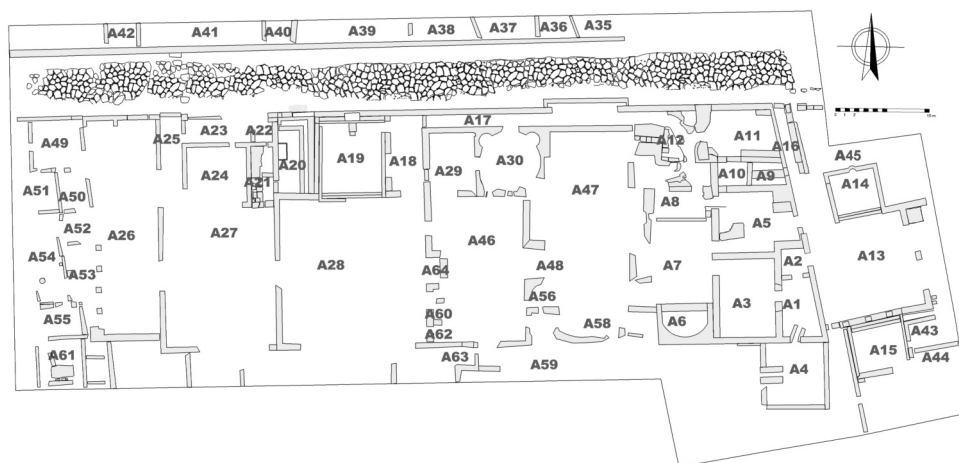 A42 A41 A40 A39 A38 A37 A36 A35
A49 A25 A23 A22 A17 A12 A11 A16
A24 A20 A19 A18 A29 A30 A45
A51 A50 A21 A47 A10 A9 A14
A8
A52 A26 A27 A46 A5
A54 A53 A28 A64 A48 A7 A2 A13
A56
A55 A60 A58 A6 A3 A1
A62
A61 A63 A59 A4 A15 A43
A44